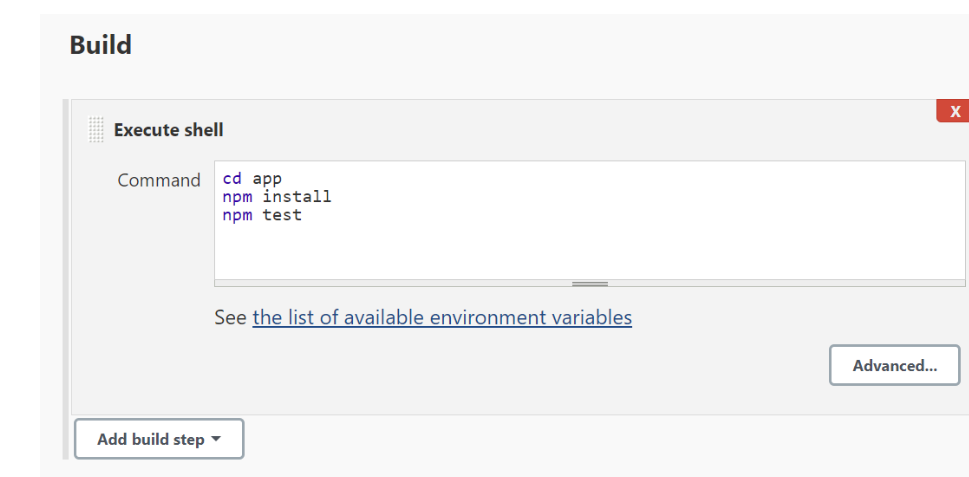 Build
X
Execute shell
Command
cd app
npm install
npm test
See the list of available environment variables
Advanced...
Add build step